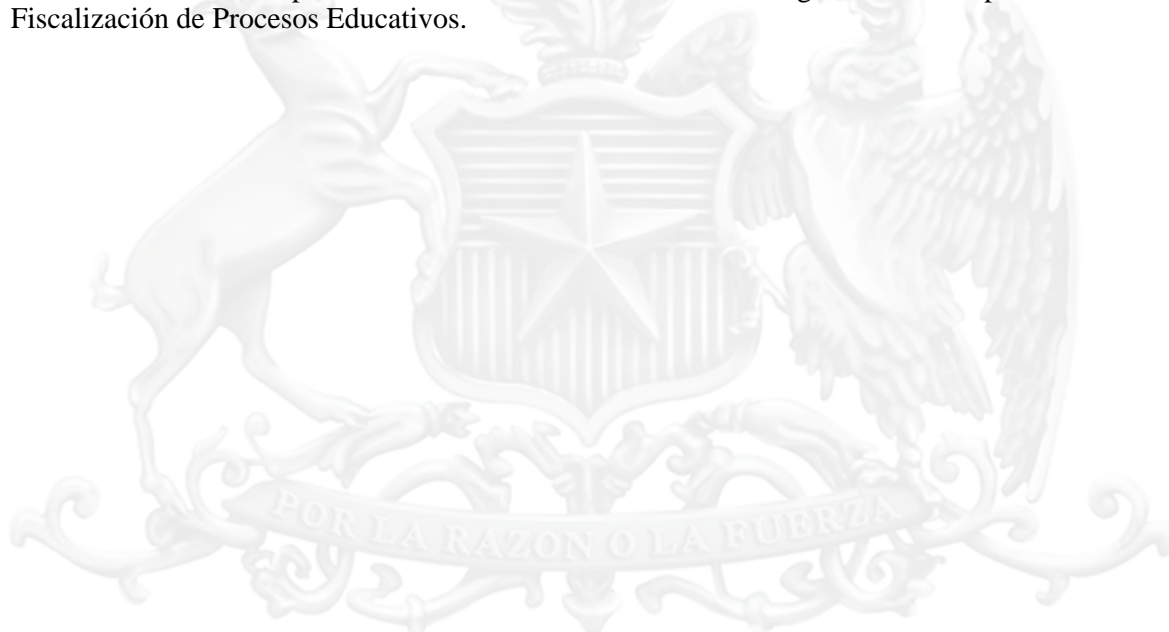 Fiscalización de Procesos Educativos.
POR LA RAZON O LA FUERZA